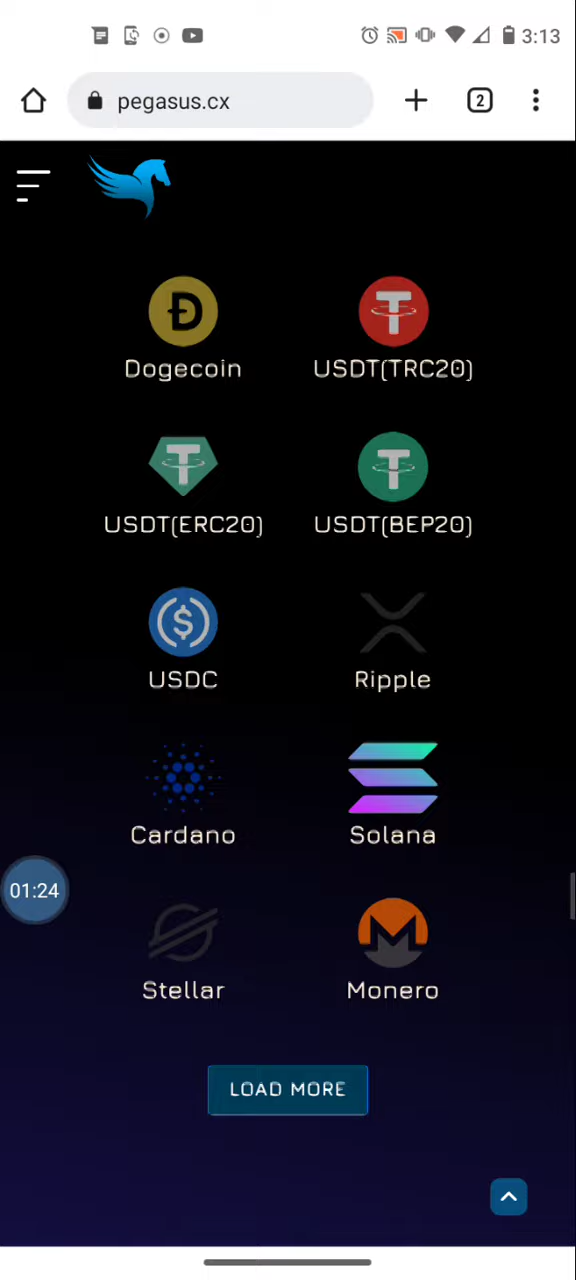 3:13
pegasus.cx
2
Dogecoin
USDT(TRC20)
USDT(ERC20)
USDT(BEP20)
USDC
Ripple
Cardano
Solana
01:24
Stellar
Monero
LOAD MORE